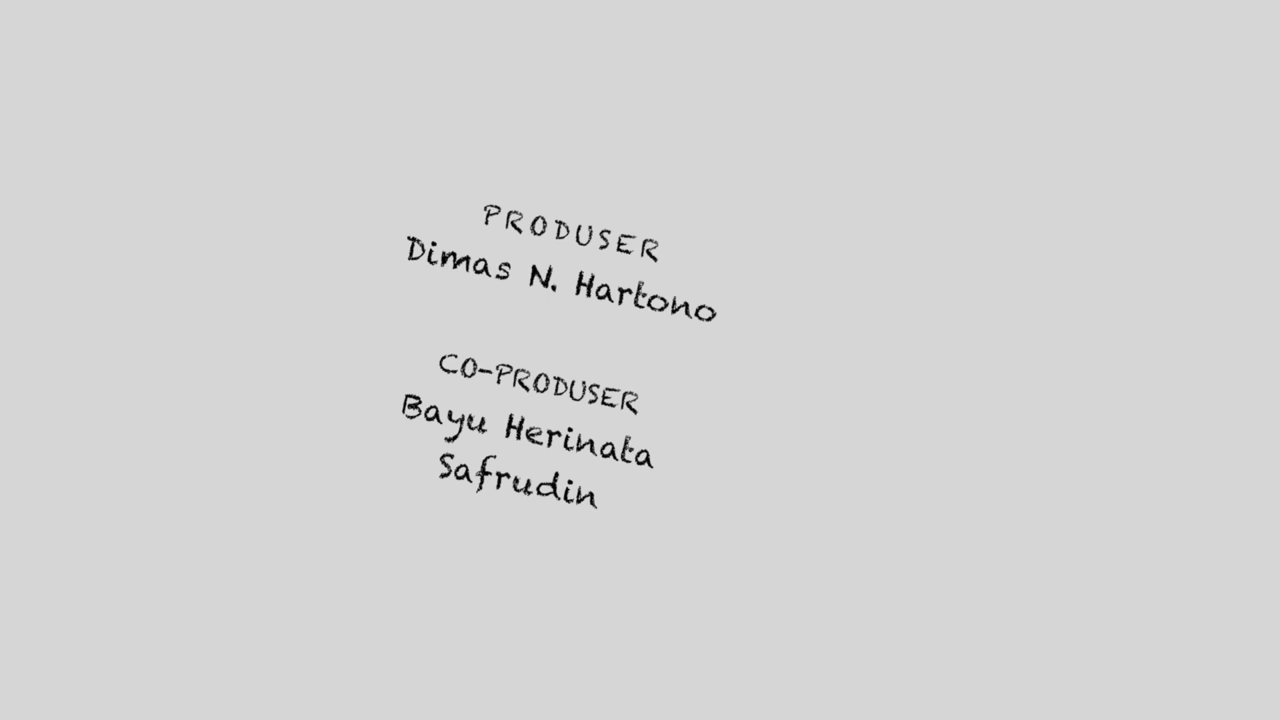 PRODUSER
Dimas N. Hartono
CO-PRODUSER
Bayu Herinata
Safrudin